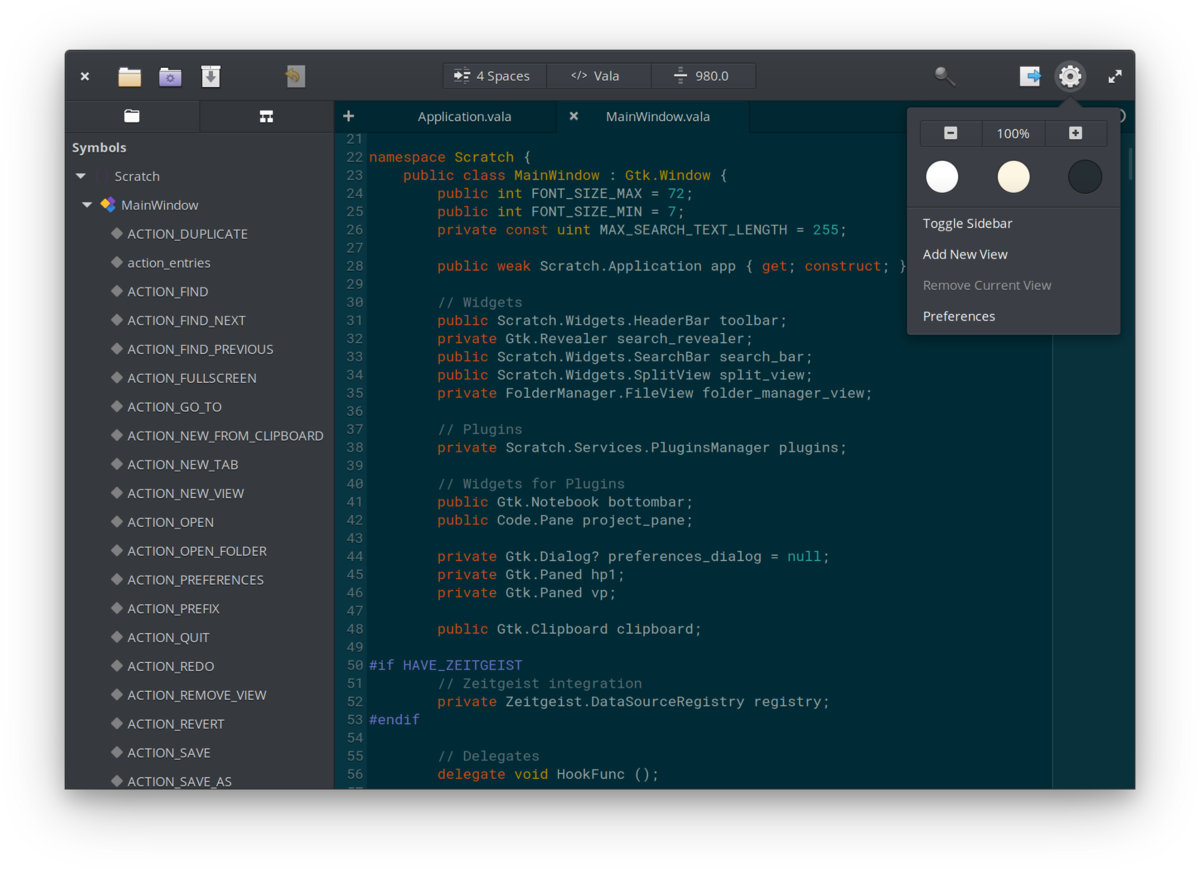 4 Spaces
</> Vala
980.0
Application.vala
MainWindow.vala
100%
Toggle Sidebar
Add New View
Remove Current View
Preferences
Symbols
Scratch
MainWindow
ACTION_DUPLICATE
action_entries
ACTION_FIND
ACTION_FIND_NEXT
ACTION_FIND_PREVIOUS
ACTION_FULLSCREEN
ACTION_GO_TO
ACTION_NEW_FROM_CLIPBOARD
ACTION_NEW_TAB
ACTION_NEW_VIEW
ACTION_OPEN
ACTION_OPEN_FOLDER
ACTION_PREFERENCES
ACTION_PREFIX
ACTION_QUIT
ACTION_REDO
ACTION_REMOVE_VIEW
ACTION_REVERT
ACTION_SAVE
ACTION_SAVE_AS
21
22 namespace Scratch {
23     public class MainWindow : Gtk.Window {
24         public int FONT_SIZE_MAX = 72;
25         public int FONT_SIZE_MIN = 7;
26         private const uint MAX_SEARCH_TEXT_LENGTH = 255;
27
28         public weak Scratch.Application app { get; construct; }
29
30         // Widgets
31         public Scratch.Widgets.HeaderBar toolbar;
32         private Gtk.Revealer search_revealer;
33         public Scratch.Widgets.SearchBar search_bar;
34         public Scratch.Widgets.SplitView split_view;
35         private FolderManager.FileView folder_manager_view;
36
37         // Plugins
38         private Scratch.Services.PluginsManager plugins;
39
40         // Widgets for Plugins
41         public Gtk.Notebook bottombar;
42         public Code.Pane project_pane;
43
44         private Gtk.Dialog? preferences_dialog = null;
45         private Gtk.Paned hp1;
46         private Gtk.Paned vp;
47
48         public Gtk.Clipboard clipboard;
49
50 #if HAVE_ZEITGEIST
51         // Zeitgeist integration
52         private Zeitgeist.DataSourceRegistry registry;
53 #endif
54
55         // Delegates
56         delegate void HookFunc ();